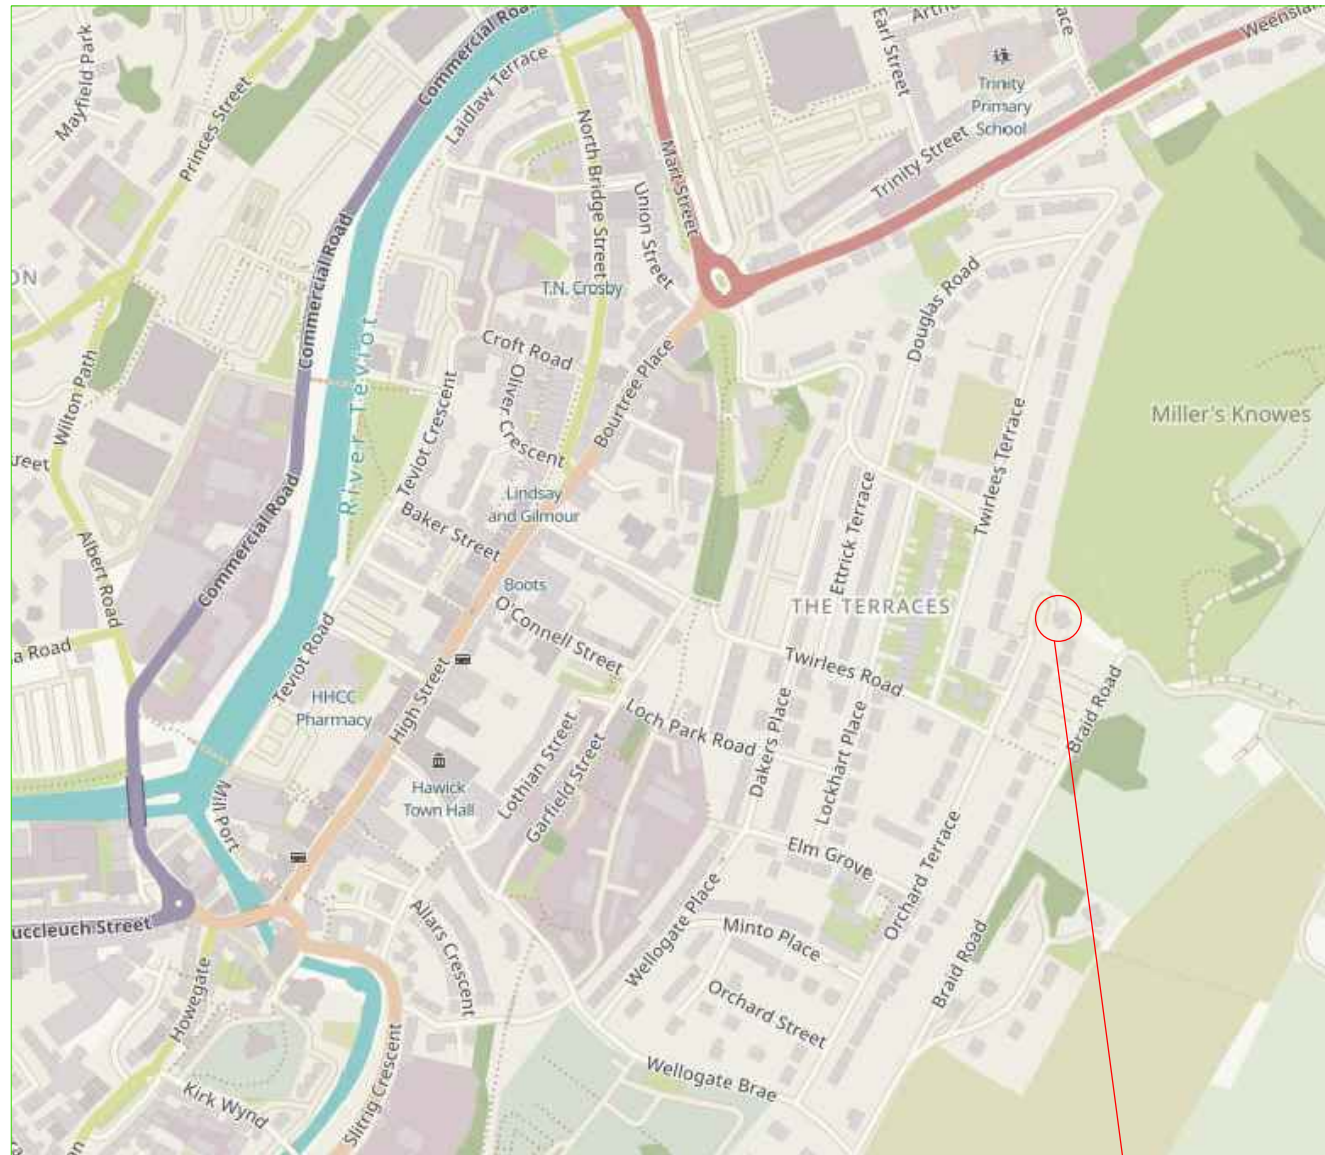 Mayfield Park
Princes Street
Commercial Road
Laidlaw Terrace
North Bridge Street
Union Street
Mart Street
Earl Street
Trinity
Primary
School
Trinity Street
ON
Commercial Road
River Teviot
T.N. Crosby
Croft Road
Oliver Crescent
Bourtree Place
Douglas Road
Miller's Knowes
Wilton Path
reet
Teviot Crescent
Twirlees Terrace
Lindsay
and Gilmour
Baker Street
Ettrick Terrace
Commercial Road
Albert Road
Boots
O'Connell Street
THE TERRACES
a Road
Teviot Road
HHCC
Pharmacy
High Street
Twirlees Road
Loch Park Road
Dakers Place
Lockhart Place
Braid Road
Lothian Street
Garfield Street
Hawick
Town Hall
Mill Port
Elm Grove
Orchard Terrace
uccleuch Street
Allars Crescent
Wellogate Place
Minto Place
Braid Road
Howegate
Orchard Street
Kirk Wynd
Slitrig Crescent
Wellogate Brae